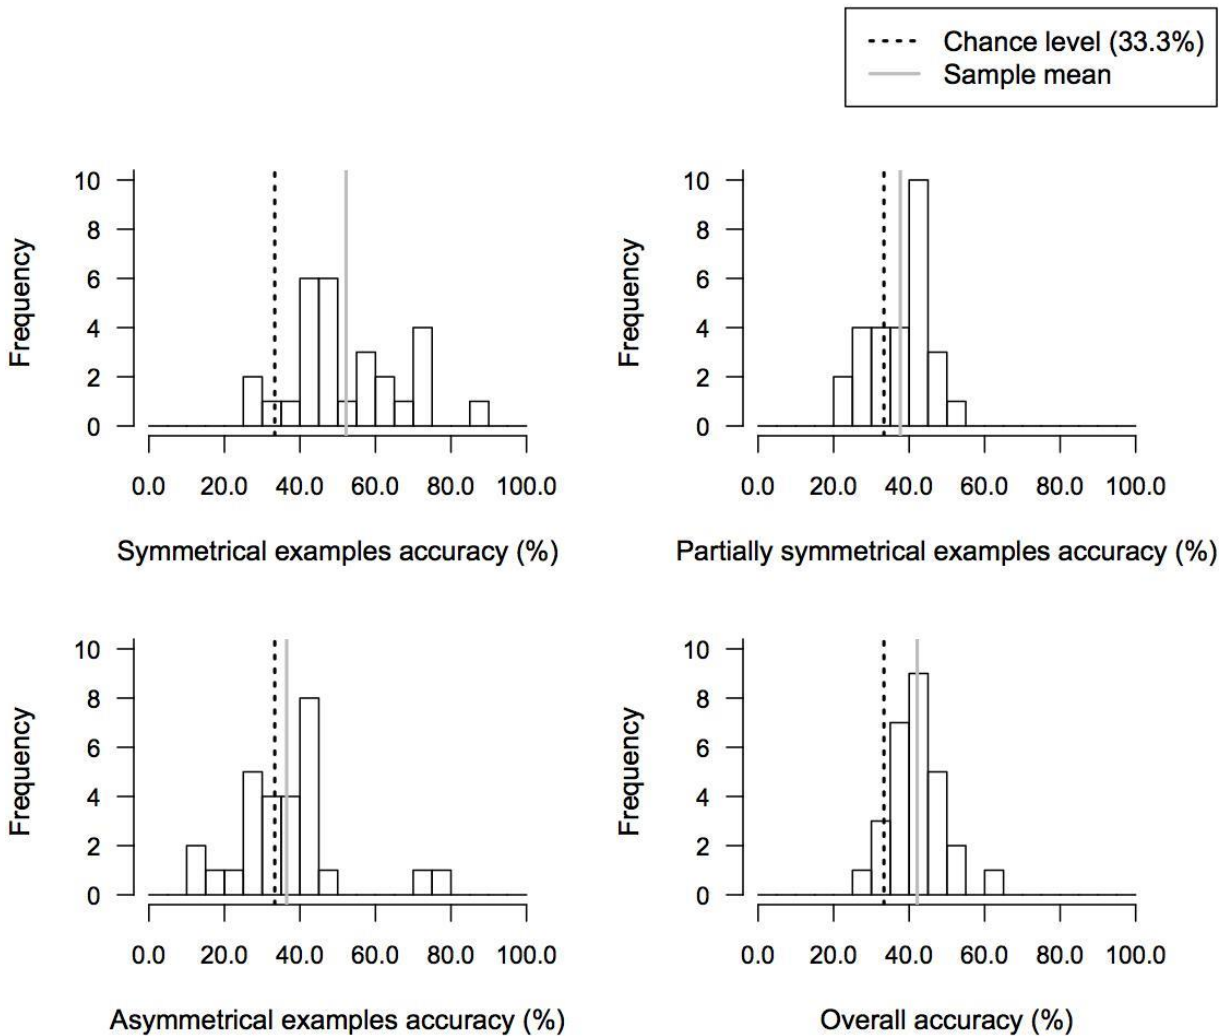 Chance level (33.3%)
Sample mean
10
8
6
4
2
0
Frequency
0.0 20.0 40.0 60.0 80.0 100.0
Symmetrical examples accuracy (%)
10
8
6
4
2
0
Frequency
0.0 20.0 40.0 60.0 80.0 100.0
Partially symmetrical examples accuracy (%)
10
8
6
4
2
0
Frequency
0.0 20.0 40.0 60.0 80.0 100.0
Asymmetrical examples accuracy (%)
10
8
6
4
2
0
Frequency
0.0 20.0 40.0 60.0 80.0 100.0
Overall accuracy (%)